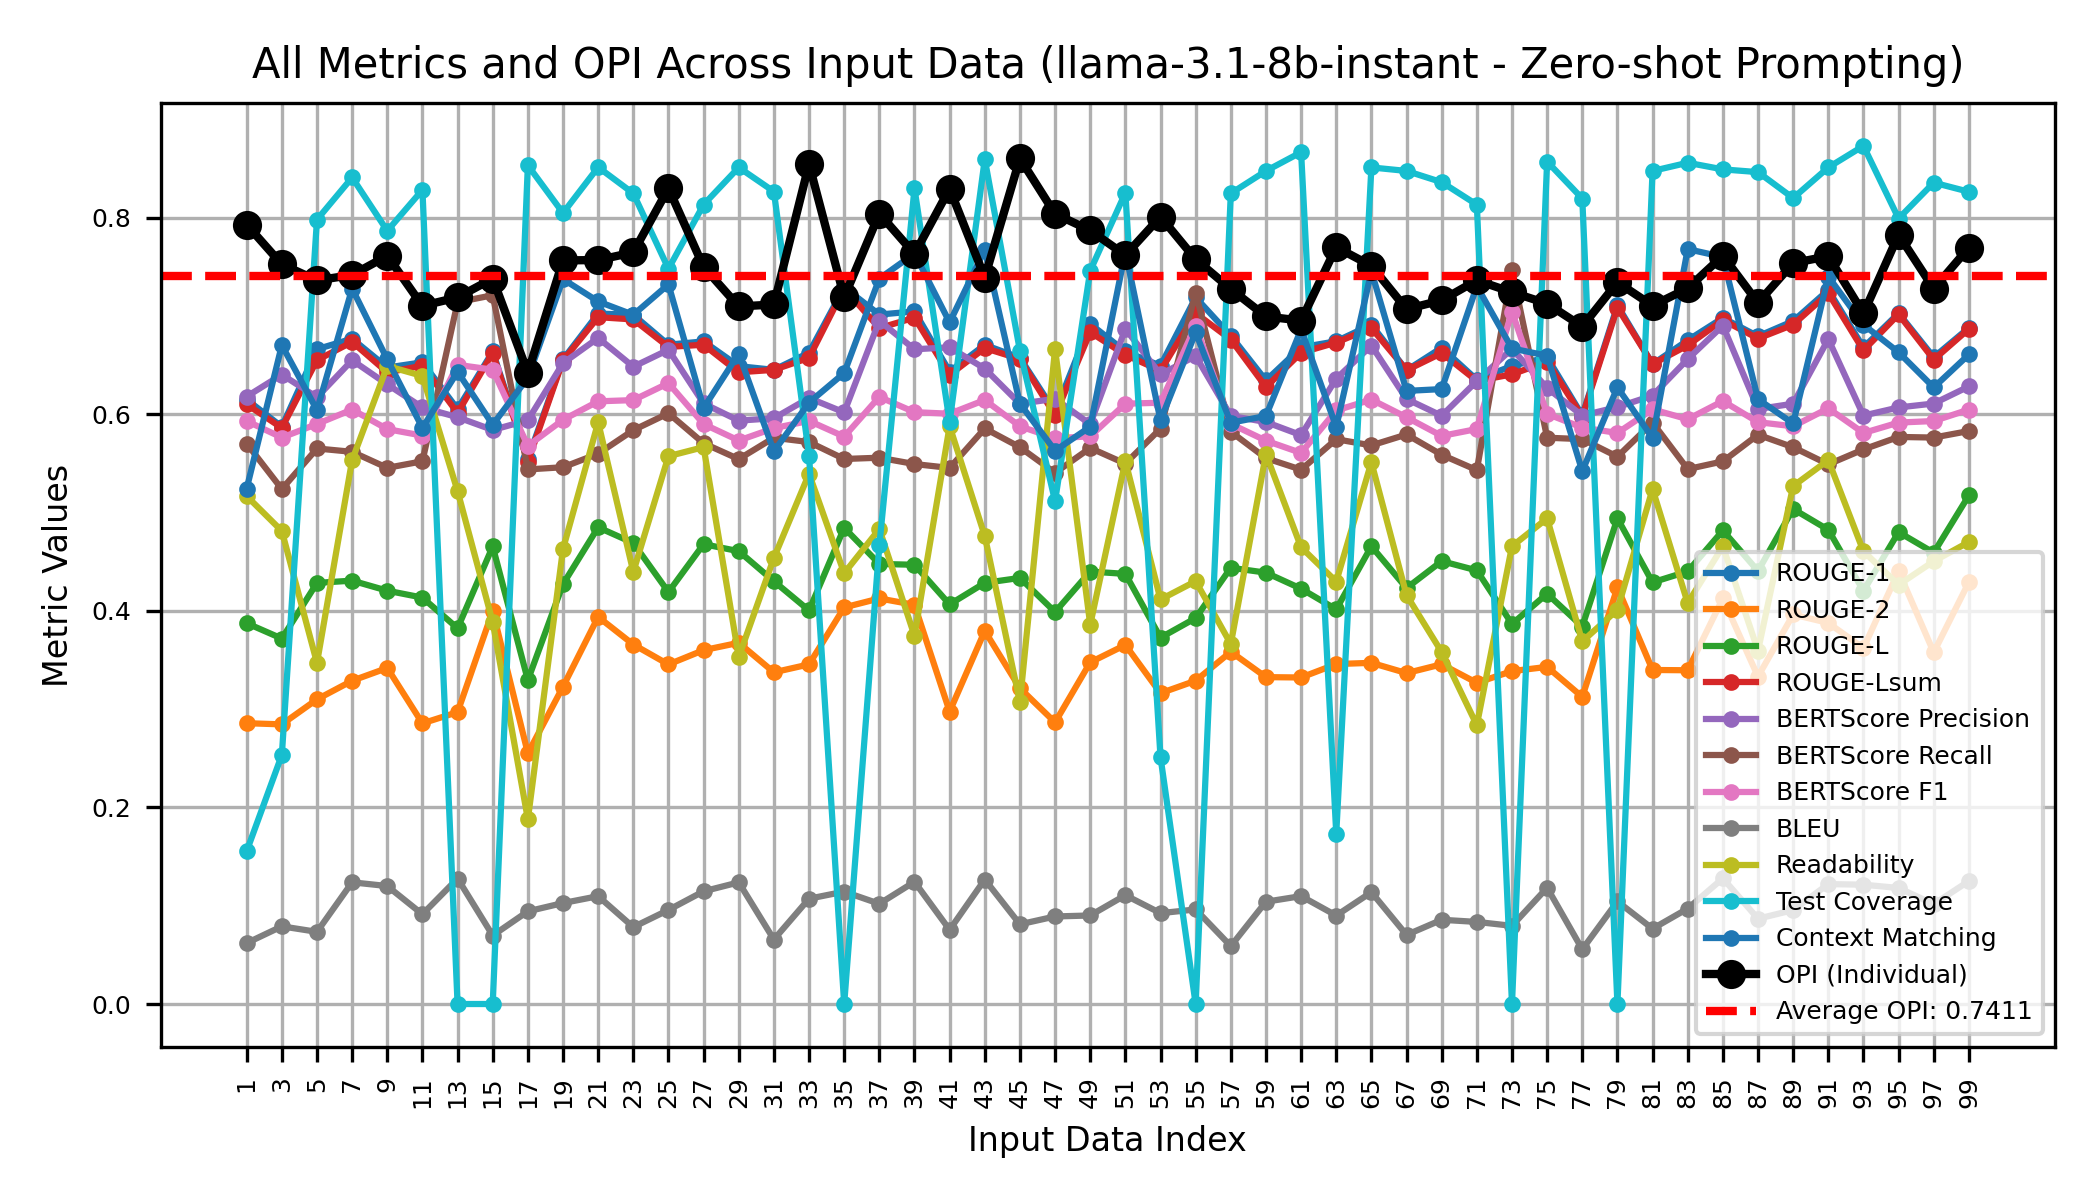 All Metrics and OPI Across Input Data (llama-3.1-8b-instant - Zero-shot Prompting)
Metric Values
0.8
0.6
0.4
0.2
0.0
ROUGE-1
ROUGE-2
ROUGE-L
ROUGE-Lsum
BERTScore Precision
BERTScore Recall
BERTScore F1
BLEU
Readability
Test Coverage
Context Matching
OPI (Individual)
Average OPI: 0.7411
1 3 5 7 9 11 13 15 17 19 21 23 25 27 29 31 33 35 37 39 41 43 45 47 49 51 53 55 57 59 61 63 65 67 69 71 73 75 77 79 81 83 85 87 89 91 93 95 97 99
Input Data Index